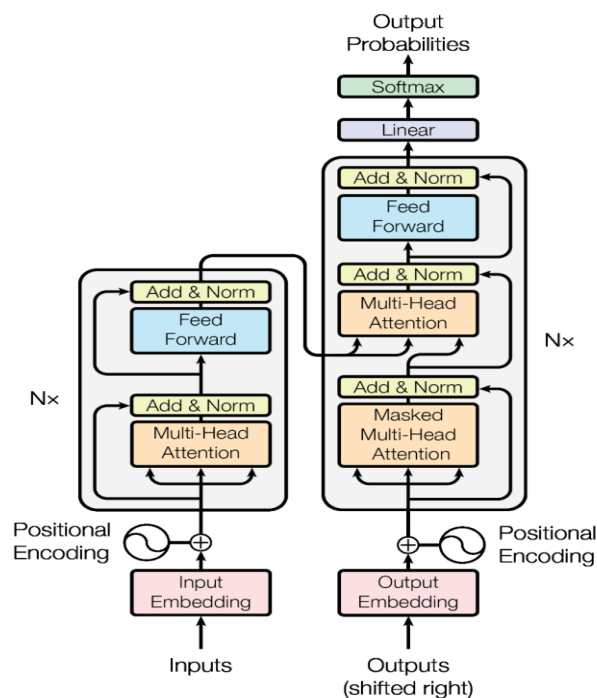 Output
Probabilities
Softmax
Linear
Add & Norm
Feed
Forward
Add & Norm
Multi-Head
Attention
Add & Norm
Masked
Multi-Head
Attention
Nx
Add & Norm
Feed
Forward
Add & Norm
Multi-Head
Attention
Nx
Positional
Encoding
Positional
Encoding
Input
Embedding
Output
Embedding
Inputs
Outputs
(shifted right)